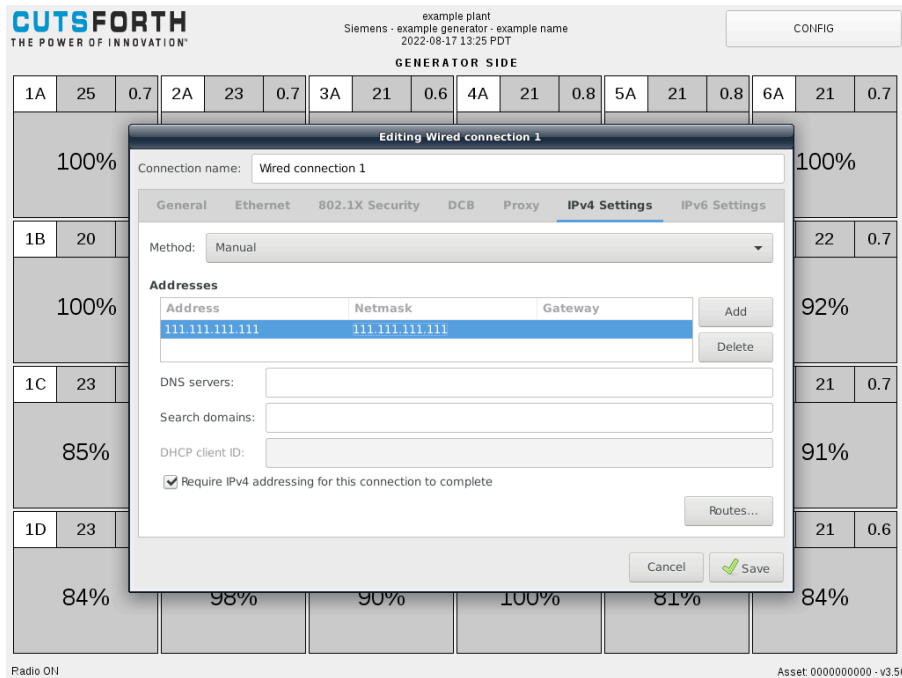 CUTSFORTH
THE POWER OF INNOVATION®
example plant
Siemens - example generator - example name
2022-08-17 13:25 PDT
CONFIG
GENERATOR SIDE
1A 25 0.7 2A 23 0.7 3A 21 0.6 4A 21 0.8 5A 21 0.8 6A 21 0.7
100% 100%
Editing Wired connection 1
Connection name: Wired connection 1
General Ethernet 802.1X Security DCB Proxy IPv4 Settings IPv6 Settings
1B 20 22 0.7
Method: Manual
100% 92%
Addresses
Address Netmask Gateway
111.111.111.111 111.111.111.111
Add
Delete
1C 23 21 0.7
DNS servers:
Search domains:
85% 91%
DHCP client ID:
Require IPv4 addressing for this connection to complete
Routes...
1D 23 21 0.6
Cancel Save
84% 98% 90% 100% 81% 84%
Radio ON
Asset: 0000000000 - v3.56